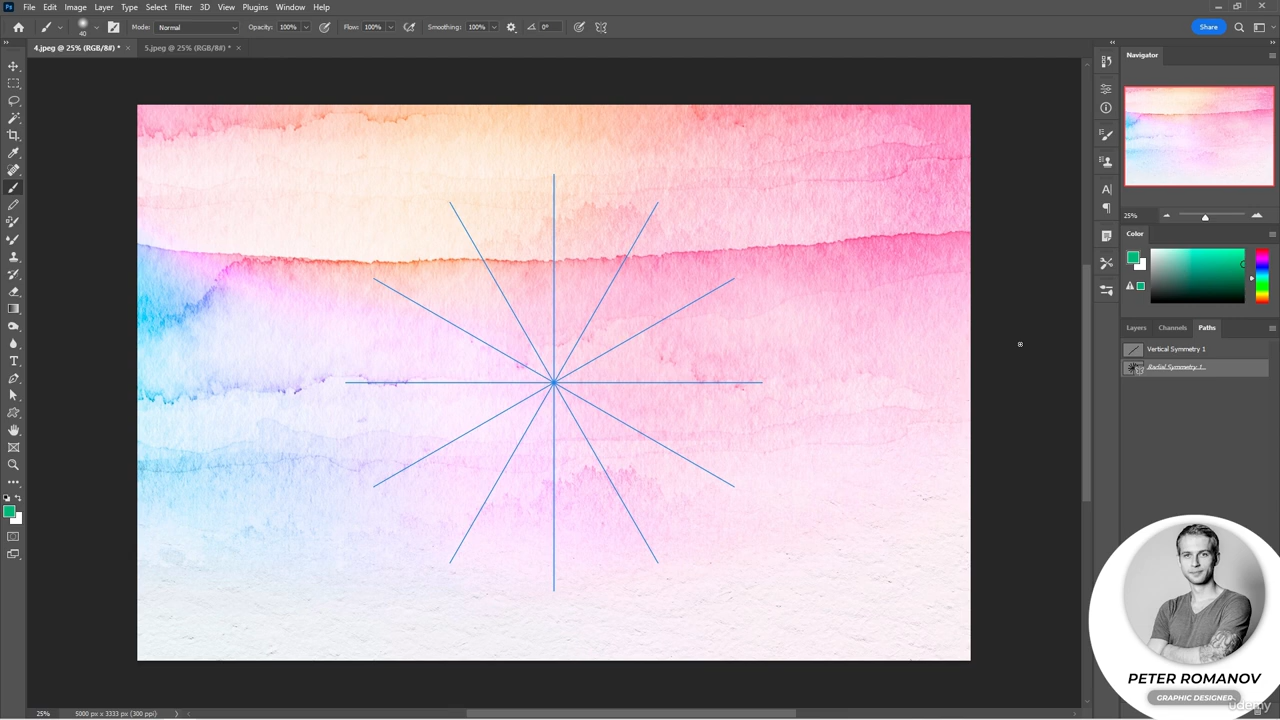 Ps File Edit Image Layer Type Select Filter 3D View Plugins Window Help
40 Mode: Normal Opacity: 100% Flow: 100% Smoothing: 100% 0° Share
4.jpeg @ 25% (RGB/8#) * × 5.jpeg @ 25% (RGB/8#) * ×
Navigator
25%
Color
Layers Channels Paths
Vertical Symmetry 1
Radial Symmetry 1
PETER ROMANOV
GRAPHIC DESIGNER
udemy
25% 5000 px x 3333 px (300 ppi)